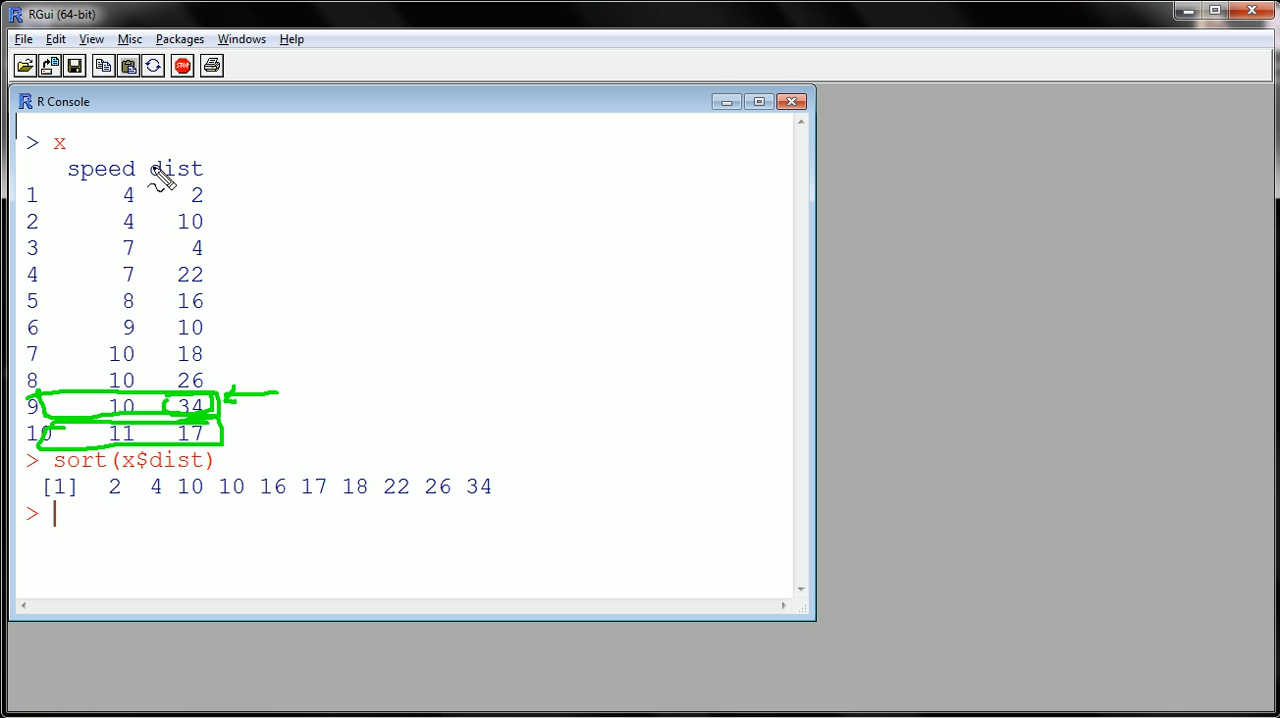 RGui (64-bit)
File Edit View Misc Packages Windows Help
STOP
R Console
> x
speed dist
1 4 2
2 4 10
3 7 4
4 7 22
5 8 16
6 9 10
7 10 18
8 10 26
9 10 34
10 11 17
> sort(x$dist)
[1] 2 4 10 10 16 17 18 22 26 34
>